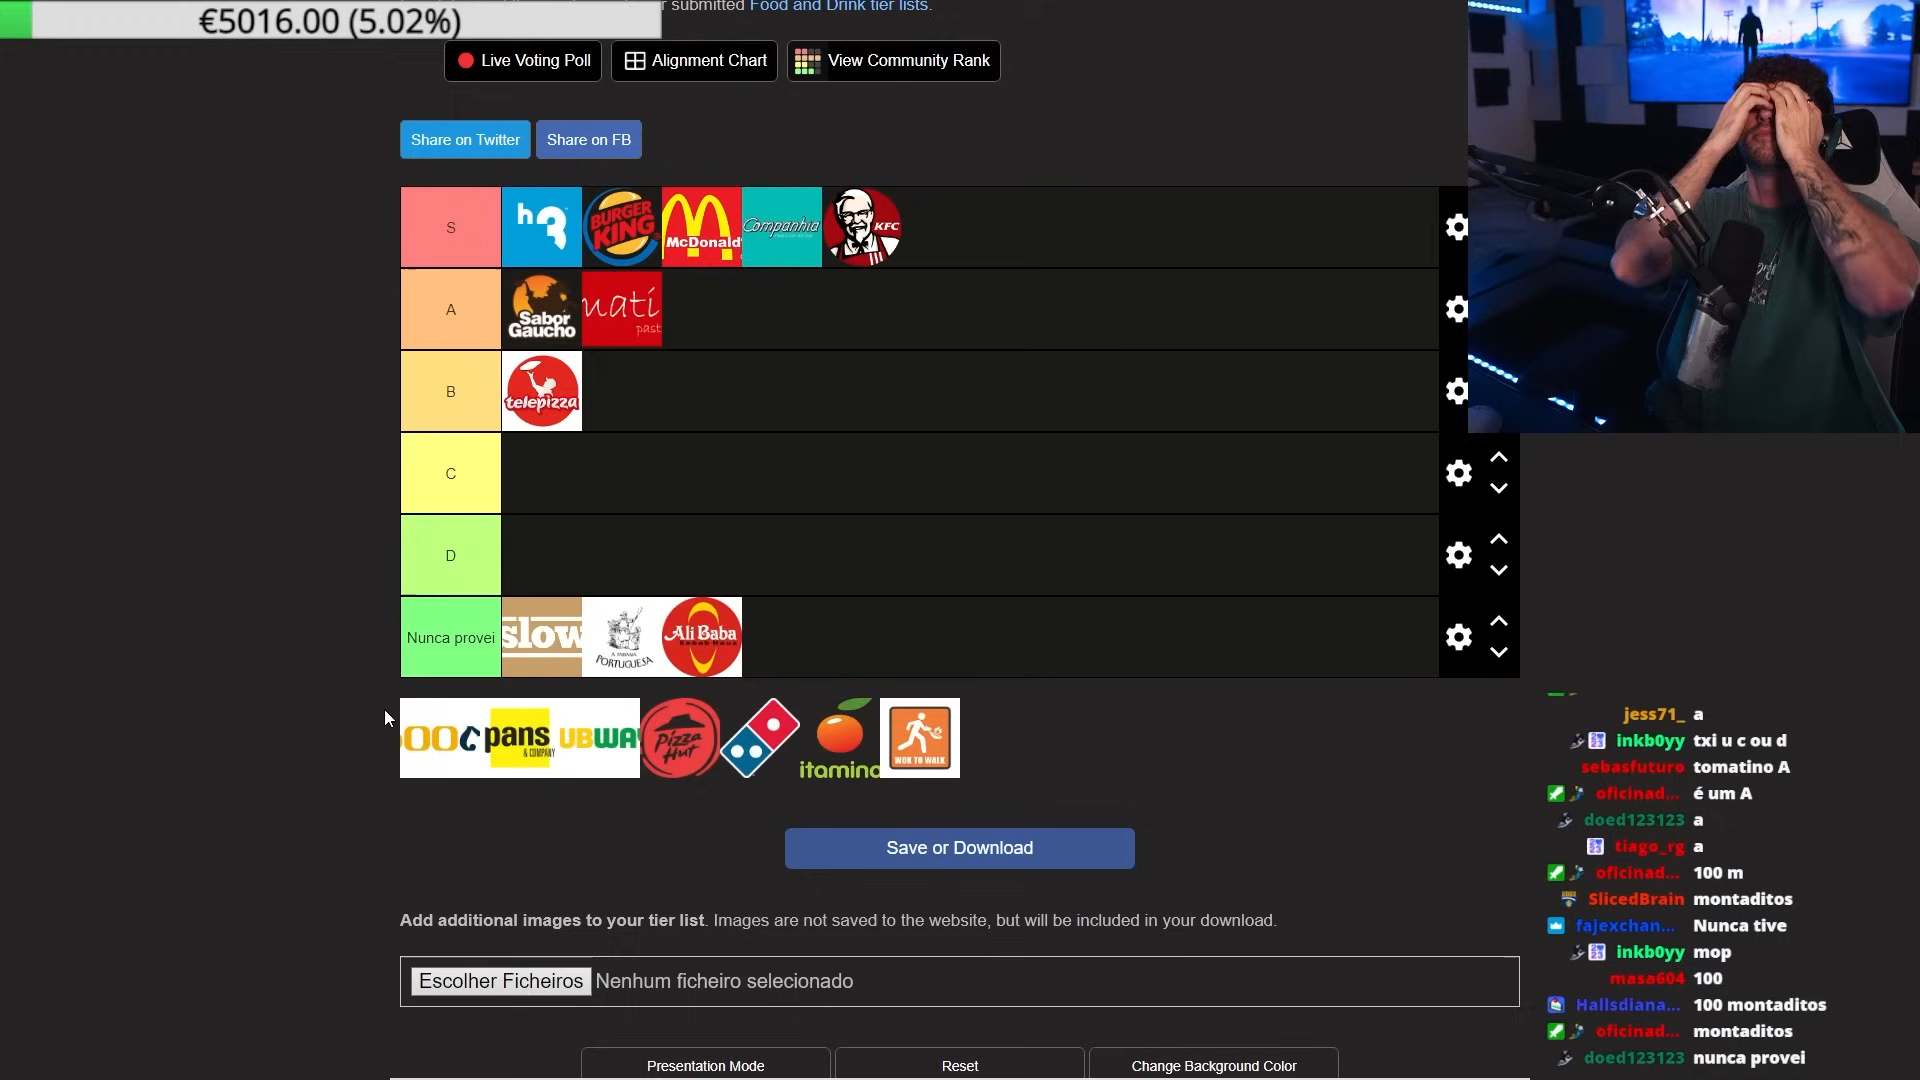 r submitted Food and Drink tier lists.
€5016.00 (5.02%)
Live Voting Poll
Alignment Chart
View Community Rank
Share on Twitter
Share on FB
S
h3
BURGER KING
McDonald'
Companhia
KFC
A
Sabor Gaucho
nati
past
B
telepizza
C
D
Nunca provei
slow
A PADARIA PORTUGUESA
Ali Baba
Kebab Haus
pans
& COMPANY
UBWA
Pizza Hut
itamina
WOK TO WALK
Save or Download
Add additional images to your tier list. Images are not saved to the website, but will be included in your download.
Escolher Ficheiros Nenhum ficheiro selecionado
Presentation Mode
Reset
Change Background Color
jess71_ a
inkb0yy txi u c ou d
sebasfuturo tomatino A
oficinad... é um A
doed123123 a
tiago_rg a
oficinad... 100 m
SlicedBrain montaditos
fajexchan... Nunca tive
inkb0yy mop
masa604 100
Hallsdiana... 100 montaditos
oficinad... montaditos
doed123123 nunca provei